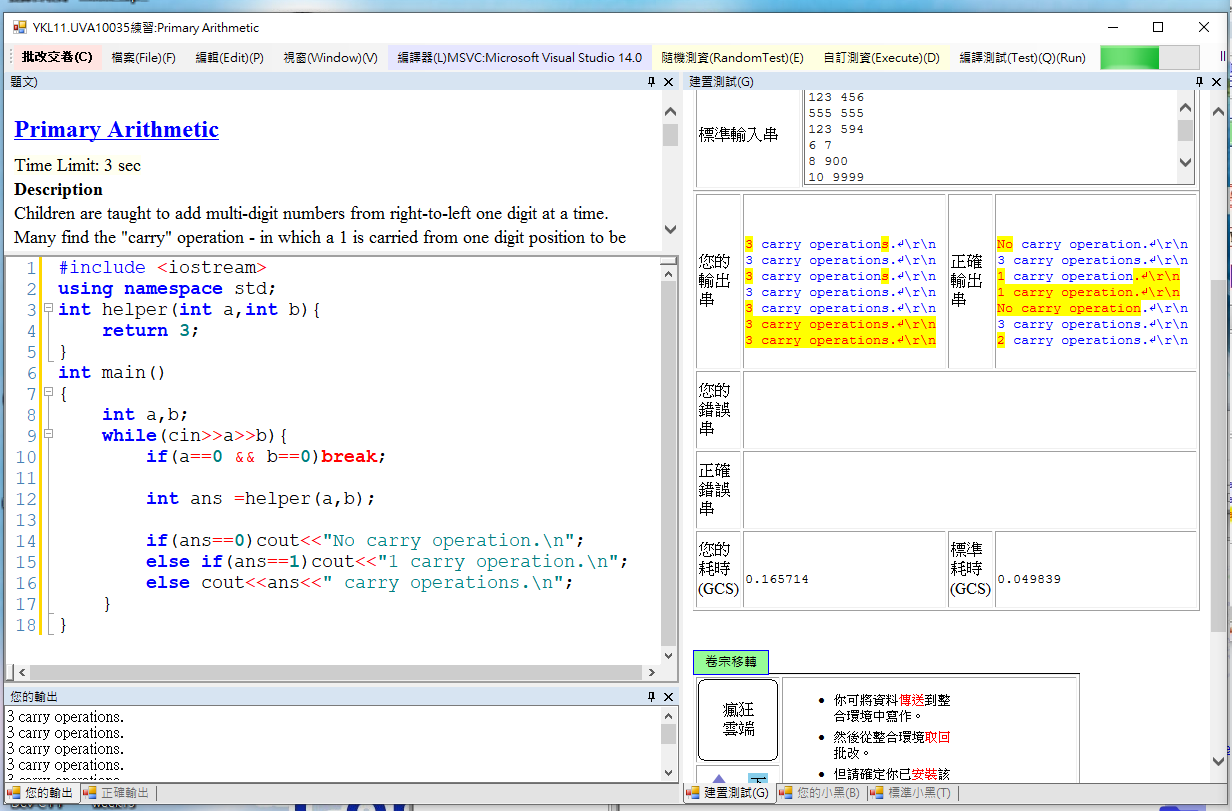 YKL11.UVA10035練習:Primary Arithmetic
批改交卷(C) 檔案(File)(F) 編輯(Edit)(P) 視窗(Window)(V) 編譯器(L)MSVC:Microsoft Visual Studio 14.0 隨機測資(RandomTest)(E) 自訂測資(Execute)(D) 編譯測試(Test)(Q)(Run)
題文)
Primary Arithmetic
Time Limit: 3 sec
Description
Children are taught to add multi-digit numbers from right-to-left one digit at a time.
Many find the "carry" operation - in which a 1 is carried from one digit position to be
1 #include <iostream>
2 using namespace std;
3 int helper(int a,int b){
4 return 3;
5 }
6 int main()
7 {
8 int a,b;
9 while(cin>>a>>b){
10 if(a==0 && b==0)break;
11
12 int ans =helper(a,b);
13
14 if(ans==0)cout<<"No carry operation.\n";
15 else if(ans==1)cout<<"1 carry operation.\n";
16 else cout<<ans<<" carry operations.\n";
17 }
18 }
您的輸出
3 carry operations.
3 carry operations.
3 carry operations.
3 carry operations.
3 carry operations
您的輸出 正確輸出
建置測試(G)
標準輸入串
123 456
555 555
123 594
6 7
8 900
10 9999
您的
輸出
串
3 carry operations.↲\r\n
3 carry operations.↲\r\n
3 carry operations.↲\r\n
3 carry operations.↲\r\n
3 carry operations.↲\r\n
3 carry operations.↲\r\n
3 carry operations.↲\r\n
正確
輸出
串
No carry operation.↲\r\n
3 carry operations.↲\r\n
1 carry operation.↲\r\n
1 carry operation.↲\r\n
No carry operation.↲\r\n
3 carry operations.↲\r\n
2 carry operations.↲\r\n
您的
錯誤
串
正確
錯誤
串
您的
耗時
(GCS)
0.165714
標準
耗時
(GCS)
0.049839
卷宗移轉
瘋狂
雲端
下
• 你可將資料傳送到整
合環境中寫作。
• 然後從整合環境取回
批改。
• 但請確定你已安裝該
建置測試(G) 您的小黑(B) 標準小黑(T)